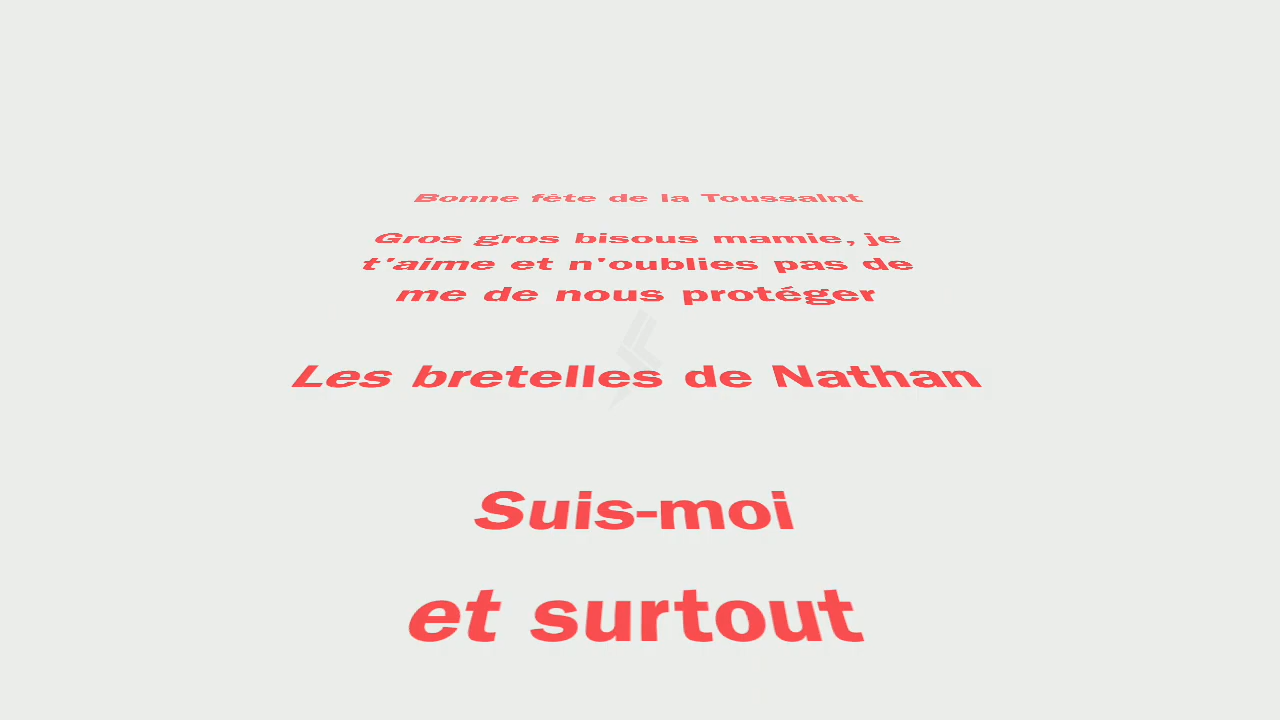 Bonne fête de la Toussaint
Gros gros bisous mamie, je
t'aime et n'oublies pas de
me de nous protéger
Les bretelles de Nathan
Suis-moi
et surtout